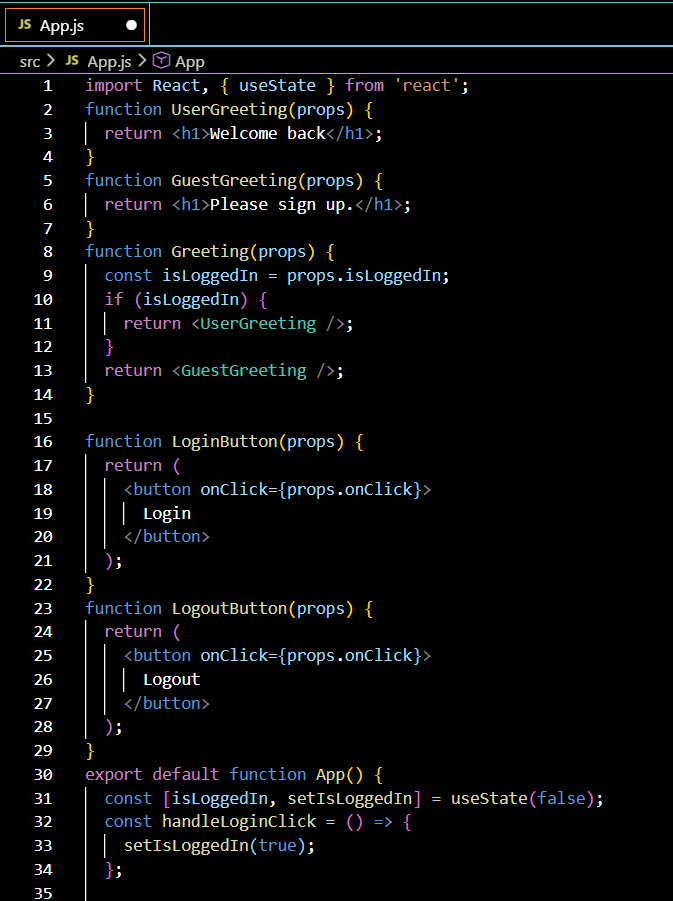 JS App.js
src > JS App.js > App
1 import React, { useState } from 'react';
2 function UserGreeting(props) {
3   return <h1>Welcome back</h1>;
4 }
5 function GuestGreeting(props) {
6   return <h1>Please sign up.</h1>;
7 }
8 function Greeting(props) {
9   const isLoggedIn = props.isLoggedIn;
10   if (isLoggedIn) {
11     return <UserGreeting />;
12   }
13   return <GuestGreeting />;
14 }
15
16 function LoginButton(props) {
17   return (
18     <button onClick={props.onClick}>
19       Login
20     </button>
21   );
22 }
23 function LogoutButton(props) {
24   return (
25     <button onClick={props.onClick}>
26       Logout
27     </button>
28   );
29 }
30 export default function App() {
31   const [isLoggedIn, setIsLoggedIn] = useState(false);
32   const handleLoginClick = () => {
33     setIsLoggedIn(true);
34   };
35